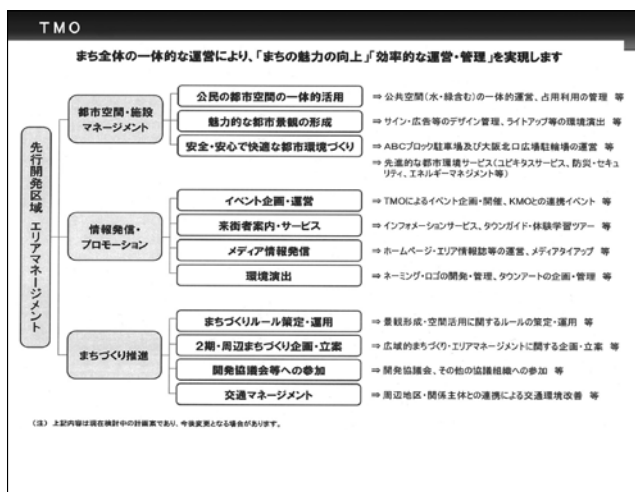 TMO
まち全体の一体的な運営により、「まちの魅力の向上」「効率的な運営・管理」を実現します
先行開発区域 エリアマネージメント
都市空間・施設
マネージメント
公民の都市空間の一体的活用
⇒ 公共空間(水・緑含む)の一体的運営、占用利用の管理 等
魅力的な都市景観の形成
⇒ サイン・広告等のデザイン管理、ライトアップ等の環境演出 等
安全・安心で快適な都市環境づくり
⇒ ABCブロック駐車場及び大阪北口広場駐輪場の運営 等
⇒ 先進的な都市環境サービス(ユビキタスサービス、防災・セキュ
リティ、エネルギーマネジメント等)
情報発信・
プロモーション
イベント企画・運営
⇒ TMOによるイベント企画・開催、KMOとの連携イベント 等
来街者案内・サービス
⇒ インフォメーションサービス、タウンガイド・体験学習ツアー 等
メディア情報発信
⇒ ホームページ・エリア情報誌等の運営、メディアタイアップ 等
環境演出
⇒ ネーミング・ロゴの開発・管理、タウンアートの企画・管理 等
まちづくり推進
まちづくりルール策定・運用
⇒ 景観形成・空間活用に関するルールの策定・運用 等
2期・周辺まちづくり企画・立案
⇒ 広域的まちづくり・エリアマネージメントに関する企画・立案 等
開発協議会等への参加
⇒ 開発協議会、その他の協議組織への参加 等
交通マネージメント
⇒ 周辺地区・関係主体との連携による交通環境改善 等
(注) 上記内容は現在検討中の計画案であり、今後変更となる場合があります。